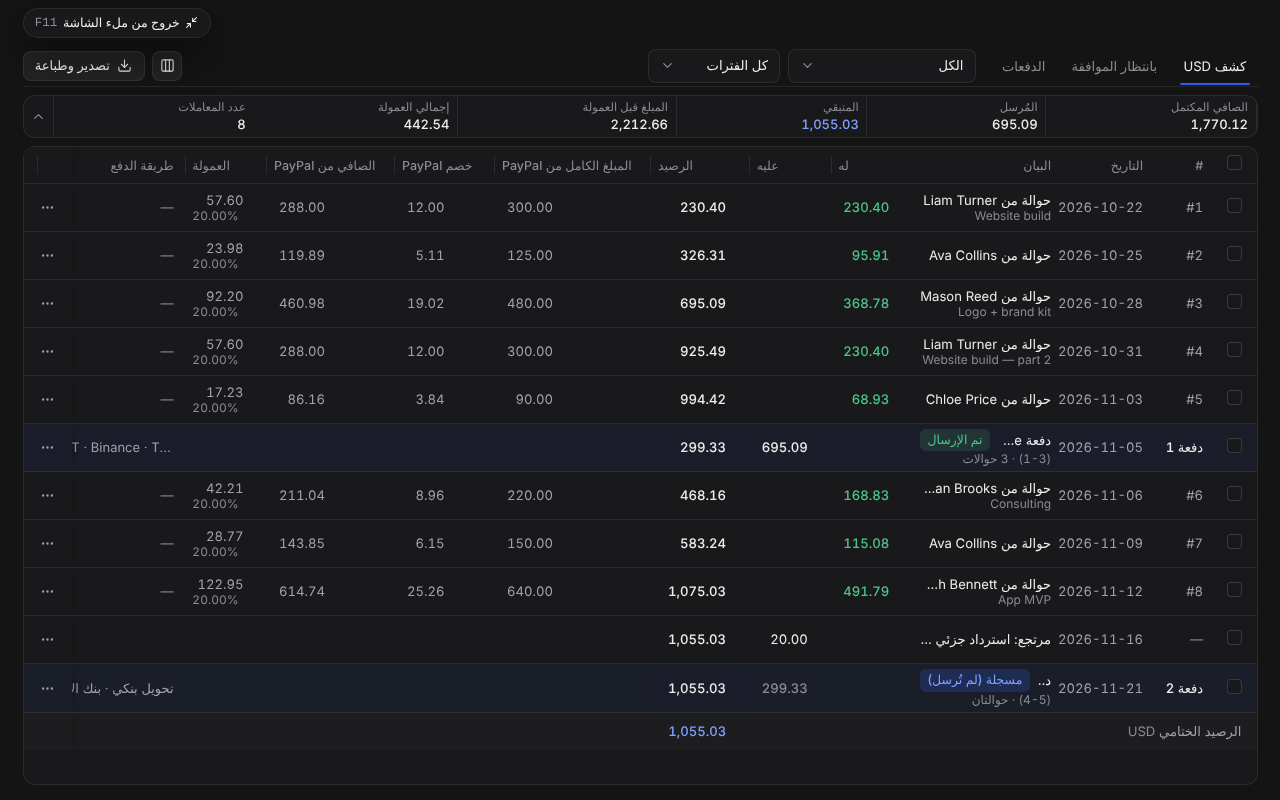 خروج من ملء الشاشة F11
كشف USD
بانتظار الموافقة
الدفعات
الكل
كل الفترات
تصدير وطباعة
الصافي المكتمل
1,770.12
المُرسل
695.09
المتبقي
1,055.03
المبلغ قبل العمولة
2,212.66
إجمالي العمولة
442.54
عدد المعاملات
8
# التاريخ البيان له عليه الرصيد المبلغ الكامل من PayPal خصم PayPal الصافي من PayPal العمولة طريقة الدفع
#1 2026-10-22 حوالة من Liam Turner 230.40 230.40 300.00 12.00 288.00 57.60 —
Website build 20.00%
#2 2026-10-25 حوالة من Ava Collins 95.91 326.31 125.00 5.11 119.89 23.98 —
20.00%
#3 2026-10-28 حوالة من Mason Reed 368.78 695.09 480.00 19.02 460.98 92.20 —
Logo + brand kit 20.00%
#4 2026-10-31 حوالة من Liam Turner 230.40 925.49 300.00 12.00 288.00 57.60 —
Website build — part 2 20.00%
#5 2026-11-03 حوالة من Chloe Price 68.93 994.42 90.00 3.84 86.16 17.23 —
20.00%
دفعة 1 2026-11-05 دفعة e... تم الإرسال 695.09 299.33 T · Binance · T...
(1-3) · 3 حوالات
#6 2026-11-06 حوالة من an Brooks... 168.83 468.16 220.00 8.96 211.04 42.21 —
Consulting 20.00%
#7 2026-11-09 حوالة من Ava Collins 115.08 583.24 150.00 6.15 143.85 28.77 —
20.00%
#8 2026-11-12 حوالة من h Bennett... 491.79 1,075.03 640.00 25.26 614.74 122.95 —
App MVP 20.00%
— 2026-11-16 مرتجع: استرداد جزئي ... 20.00 1,055.03
دفعة 2 2026-11-21 د.. مسجلة (لم تُرسل) 299.33 1,055.03 تحويل بنكي · بنك
(4-5) · حوالتان
الرصيد الختامي USD 1,055.03